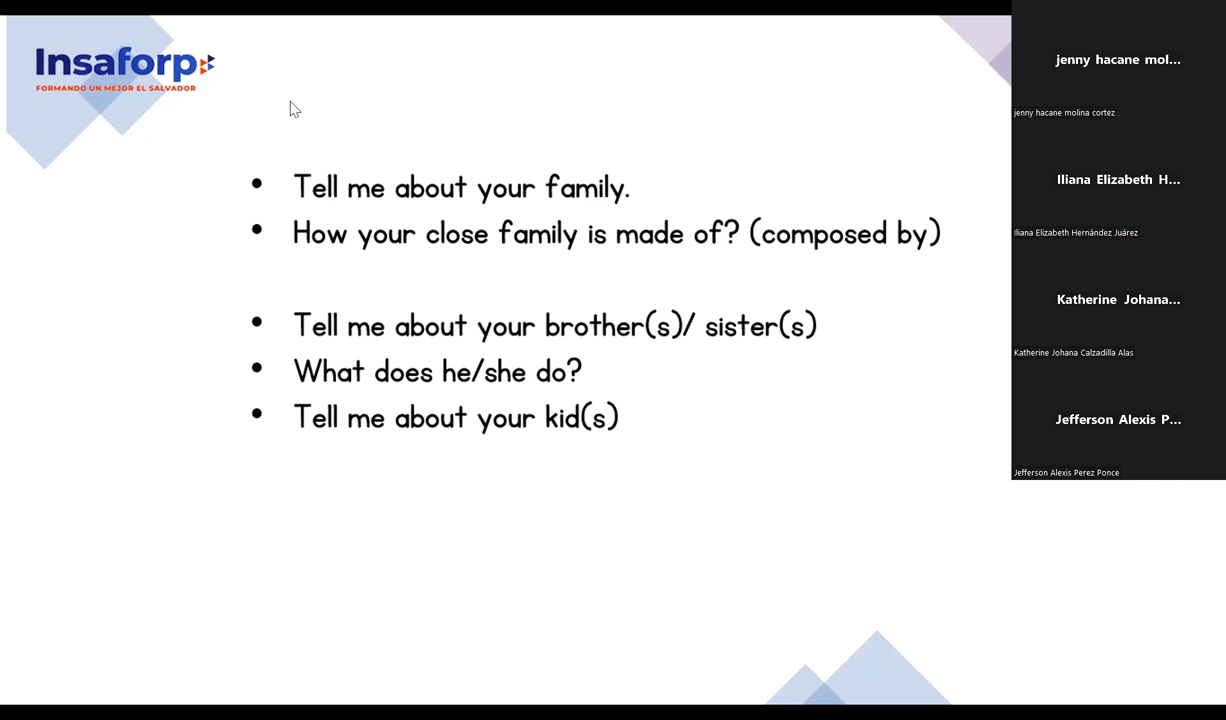 Insaforp
FORMANDO UN MEJOR EL SALVADOR
• Tell me about your family.
• How your close family is made of? (composed by)
• Tell me about your brother(s)/ sister(s)
• What does he/she do?
• Tell me about your kid(s)
jenny hacane mol...
jenny hacane molina cortez
Iliana Elizabeth H...
Iliana Elizabeth Hernández Juárez
Katherine Johana...
Katherine Johana Calzadilla Alas
Jefferson Alexis P...
Jefferson Alexis Perez Ponce